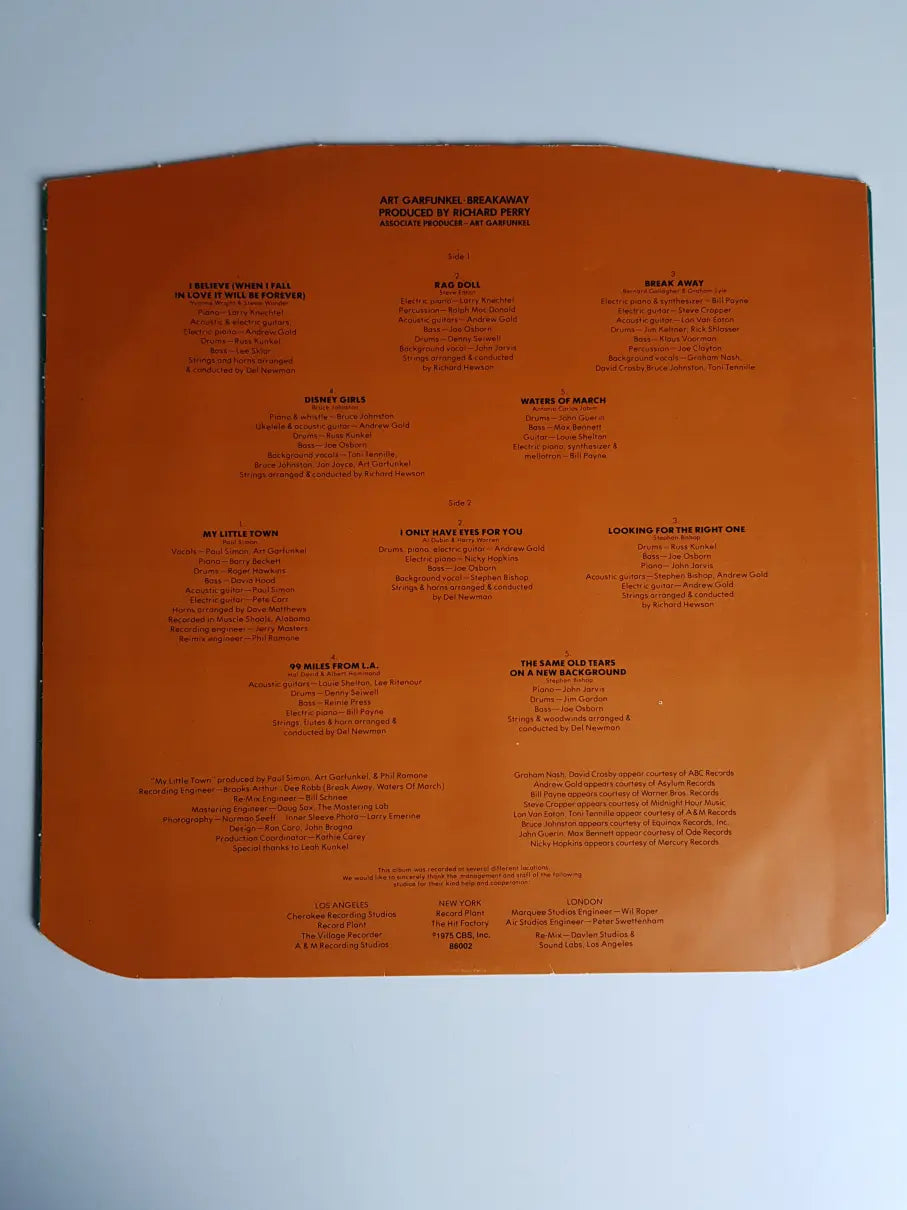 ART GARFUNKEL·BREAKAWAY
PRODUCED BY RICHARD PERRY
ASSOCIATE PRODUCER—ART GARFUNKEL
Side 1
1.
I BELIEVE (WHEN I FALL
IN LOVE IT WILL BE FOREVER)
Yvonne Wright & Stevie Wonder
Piano—Larry Knechtel
Acoustic & electric guitars,
Electric piano—Andrew Gold
Drums—Russ Kunkel
Bass—Lee Sklar
Strings and horns arranged
& conducted by Del Newman
2.
RAG DOLL
Steve Eaton
Electric piano—Larry Knechtel
Percussion—Ralph Mac Donald
Acoustic guitars—Andrew Gold
Bass—Joe Osborn
Drums—Denny Seiwell
Background vocal—John Jarvis
Strings arranged & conducted
by Richard Hewson
3.
BREAK AWAY
Bernard Gallagher & Graham Lyle
Electric piano & synthesizer—Bill Payne
Electric guitar—Steve Cropper
Acoustic guitar—Lon Van Eaton
Drums—Jim Keltner, Rick Shlosser
Bass—Klaus Voorman
Percussion—Joe Clayton
Background vocals—Graham Nash,
David Crosby, Bruce Johnston, Toni Tennille
4.
DISNEY GIRLS
Bruce Johnston
Piano & whistle—Bruce Johnston
Ukelele & acoustic guitar—Andrew Gold
Drums—Russ Kunkel
Bass—Joe Osborn
Background vocals—Toni Tennille,
Bruce Johnston, Jon Joyce, Art Garfunkel
Strings arranged & conducted by Richard Hewson
5.
WATERS OF MARCH
Antonio Carlos Jobim
Drums—John Guerin
Bass—Max Bennett
Guitar—Louie Shelton
Electric piano, synthesizer &
mellotron—Bill Payne
Side 2
1.
MY LITTLE TOWN
Paul Simon
Vocals—Paul Simon, Art Garfunkel
Piano—Barry Beckett
Drums—Roger Hawkins
Bass—David Hood
Acoustic guitar—Paul Simon
Electric guitar—Pete Carr
Horns arranged by Dave Matthews
Recorded in Muscle Shoals, Alabama
Recording engineer—Jerry Masters
Re-mix engineer—Phil Ramone
2.
I ONLY HAVE EYES FOR YOU
Al Dubin & Harry Warren
Drums, piano, electric guitar—Andrew Gold
Electric piano—Nicky Hopkins
Bass—Joe Osborn
Background vocal—Stephen Bishop
Strings & horns arranged & conducted
by Del Newman
3.
LOOKING FOR THE RIGHT ONE
Stephen Bishop
Drums—Russ Kunkel
Bass—Joe Osborn
Piano—John Jarvis
Acoustic guitars—Stephen Bishop, Andrew Gold
Electric guitar—Andrew Gold
Strings arranged & conducted
by Richard Hewson
4.
99 MILES FROM L.A.
Hal David & Albert Hammond
Acoustic guitars—Louie Shelton, Lee Ritenour
Drums—Denny Seiwell
Bass—Reinie Press
Electric piano—Bill Payne
Strings, flutes & horn arranged &
conducted by Del Newman
5.
THE SAME OLD TEARS
ON A NEW BACKGROUND
Stephen Bishop
Piano—John Jarvis
Drums—Jim Gordon
Bass—Joe Osborn
Strings & woodwinds arranged &
conducted by Del Newman
"My Little Town" produced by Paul Simon, Art Garfunkel, & Phil Ramone
Recording Engineer—Brooks Arthur, Dee Robb (Break Away, Waters Of March)
Re-Mix Engineer—Bill Schnee
Mastering Engineer—Doug Sax, The Mastering Lab
Photography—Norman Seeff Inner Sleeve Photo—Larry Emerine
Design—Ron Coro, John Brogna
Production Coordinator—Kathie Carey
Special thanks to Leah Kunkel
Graham Nash, David Crosby appear courtesy of ABC Records
Andrew Gold appears courtesy of Asylum Records
Bill Payne appears courtesy of Warner Bros. Records
Steve Cropper appears courtesy of Midnight Hour Music
Lon Van Eaton, Toni Tennille appear courtesy of A&M Records
Bruce Johnston appears courtesy of Equinox Records, Inc.
John Guerin, Max Bennett appear courtesy of Ode Records
Nicky Hopkins appears courtesy of Mercury Records
This album was recorded at several different locations.
We would like to sincerely thank the management and staff of the following
studios for their kind help and cooperation:
LOS ANGELES
Cherokee Recording Studios
Record Plant
The Village Recorder
A & M Recording Studios
NEW YORK
Record Plant
The Hit Factory
©1975 CBS, Inc.
86002
LONDON
Marquee Studios Engineer—Wil Roper
Air Studios Engineer—Peter Swettenham
Re-Mix—Davlen Studios &
Sound Labs, Los Angeles